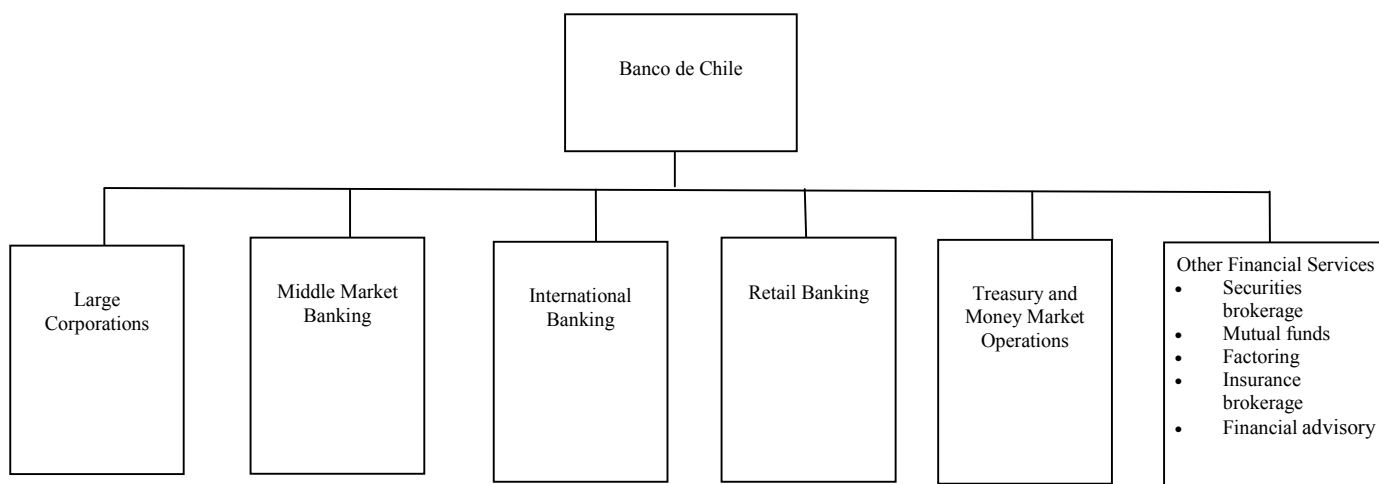 Banco de Chile
Large
Corporations
Middle Market
Banking
International
Banking
Retail Banking
Treasury and
Money Market
Operations
Other Financial Services
• Securities
brokerage
• Mutual funds
• Factoring
• Insurance
brokerage
• Financial advisory